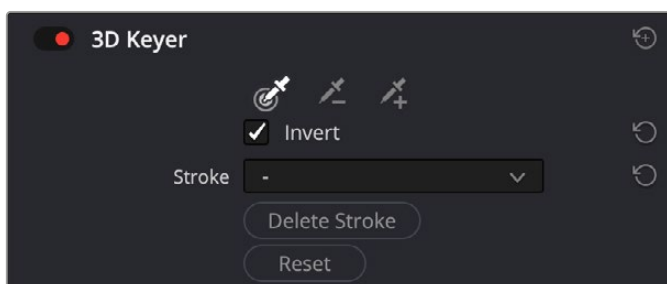 3D Keyer
Invert
Stroke -
Delete Stroke
Reset